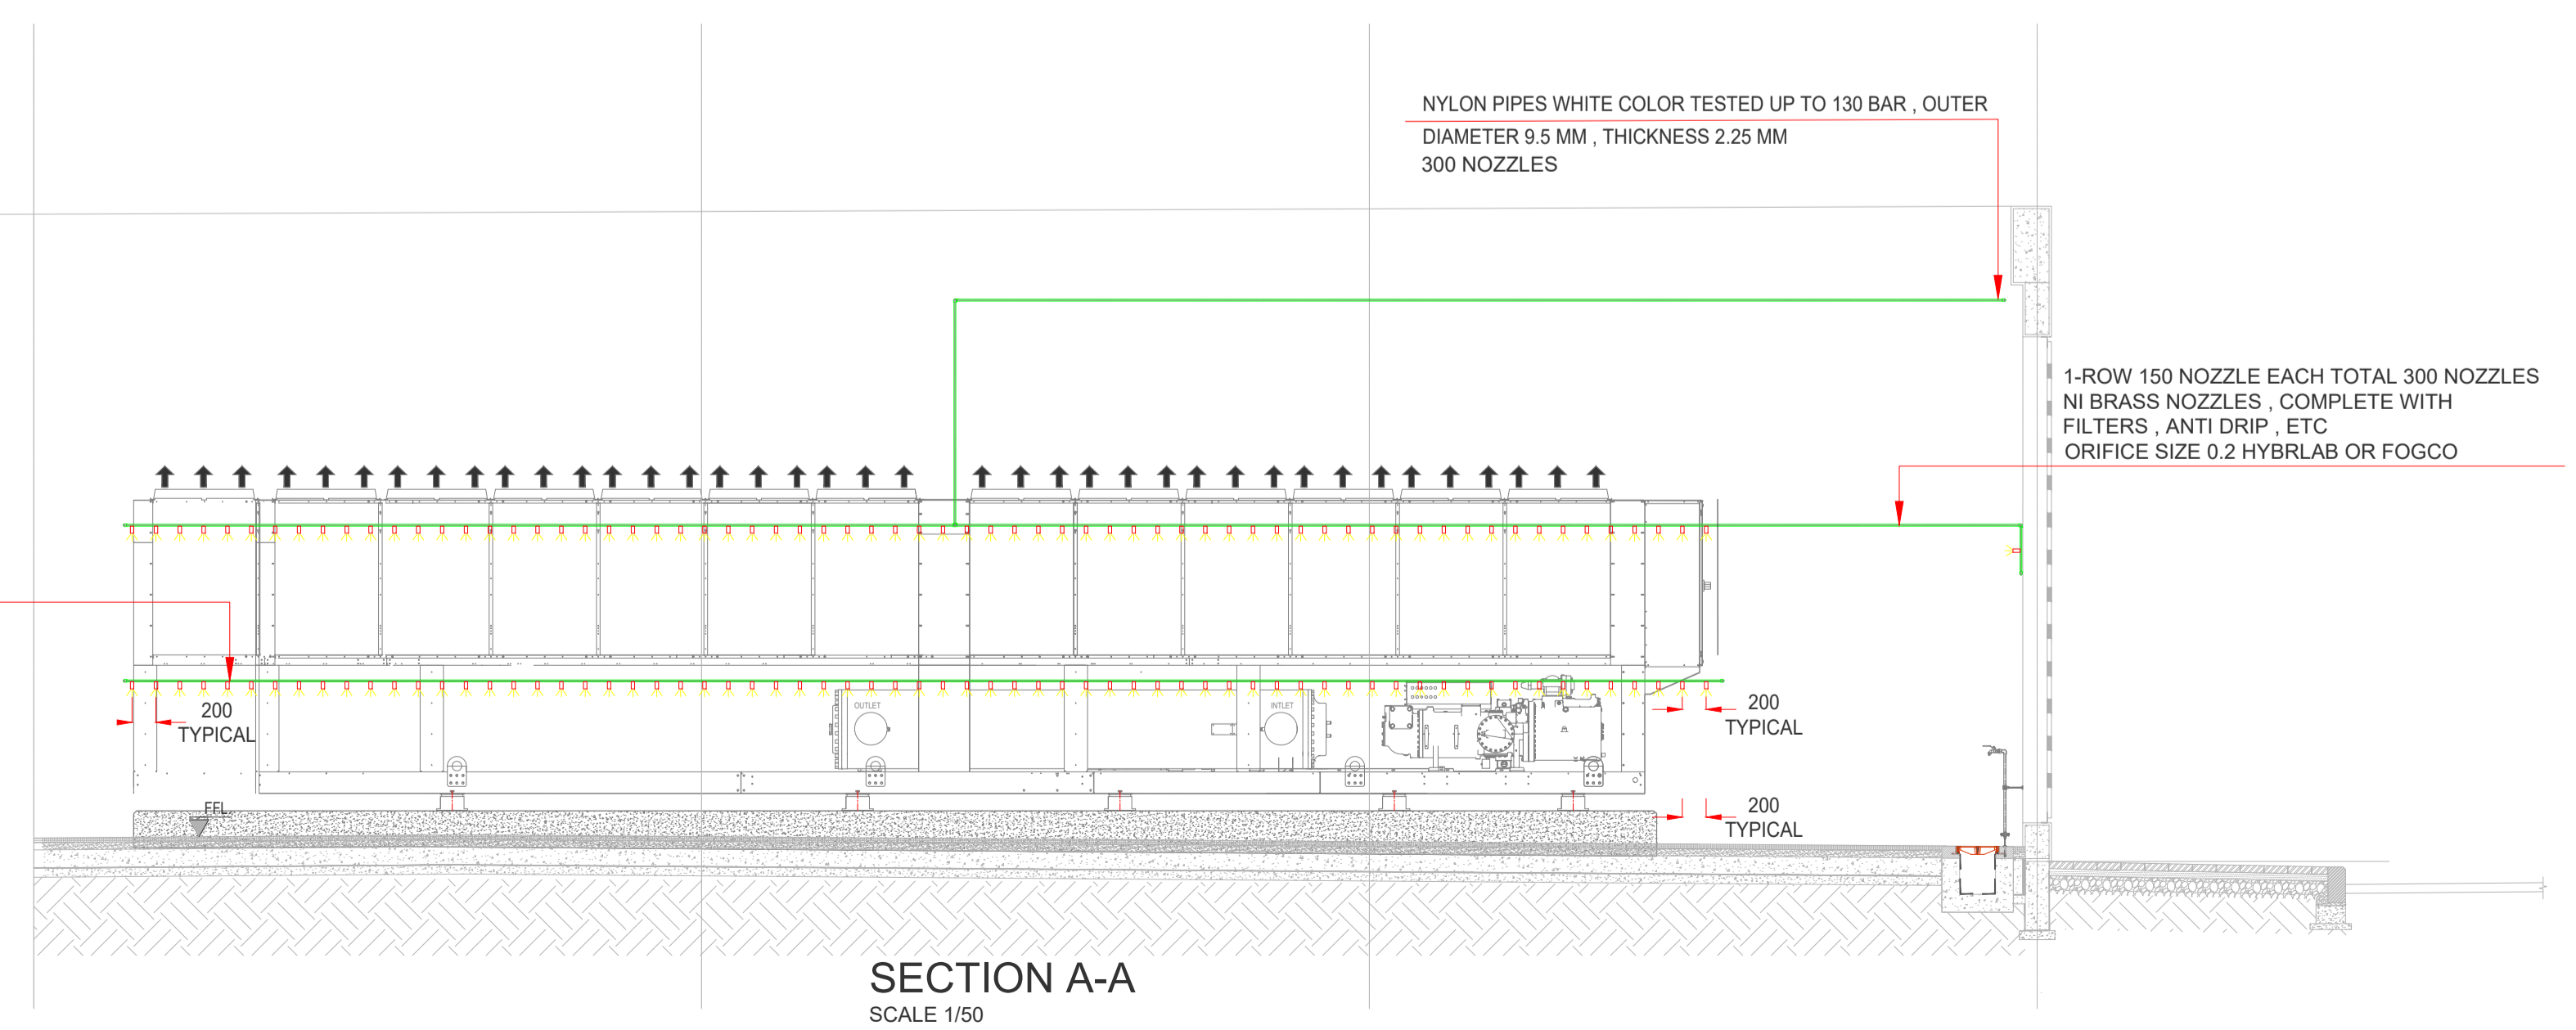 NYLON PIPES WHITE COLOR TESTED UP TO 130 BAR , OUTER
DIAMETER 9.5 MM , THICKNESS 2.25 MM
300 NOZZLES
1-ROW 150 NOZZLE EACH TOTAL 300 NOZZLES
NI BRASS NOZZLES , COMPLETE WITH
FILTERS , ANTI DRIP , ETC
ORIFICE SIZE 0.2 HYBRLAB OR FOGCO
200
TYPICAL
OUTLET
INTLET
200
TYPICAL
FFL
200
TYPICAL
SECTION A-A
SCALE 1/50